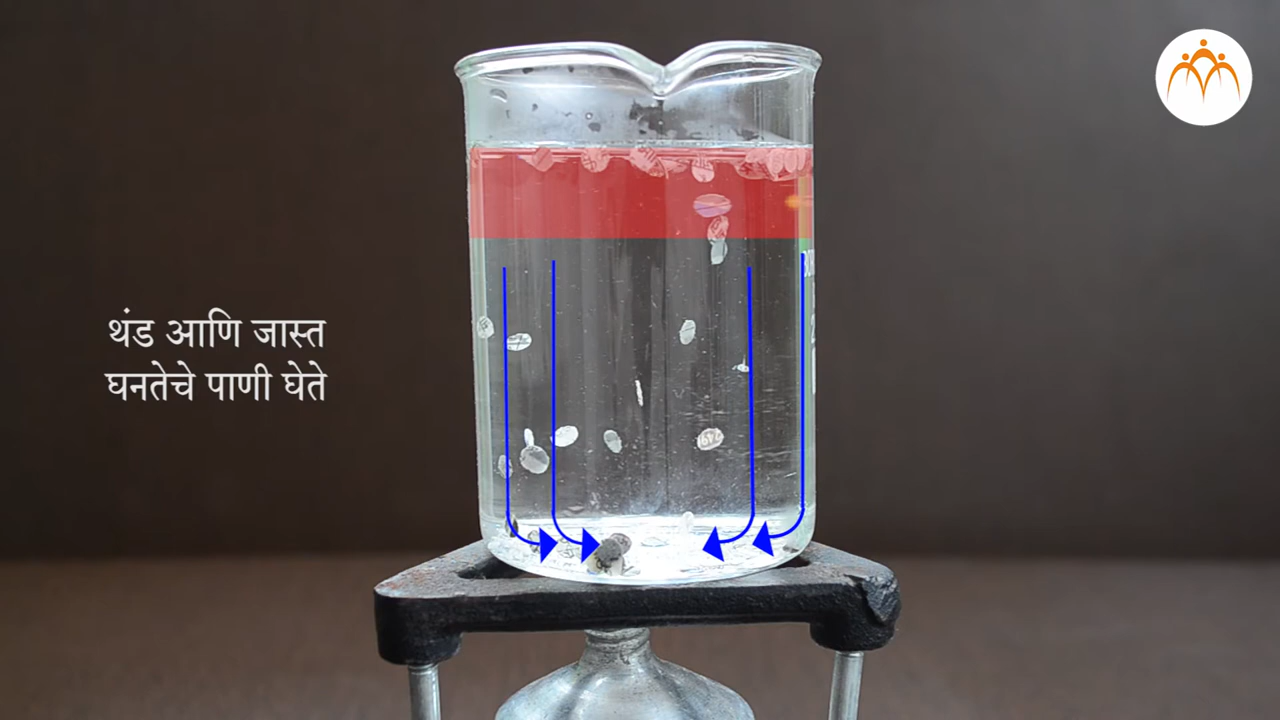 थंड आणि जास्त
घनतेचे पाणी घेते